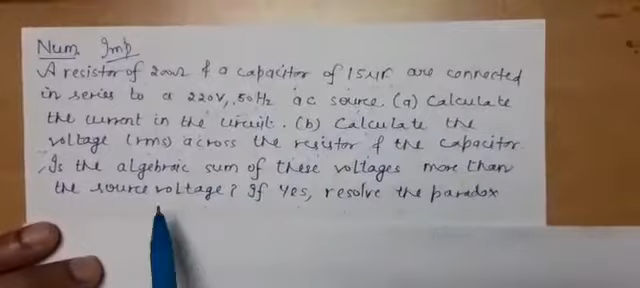 Num. Imp
A resistor of 200Ω & a capacitor of 15μF are connected
in series to a 220V, 50Hz ac source. (a) Calculate
the current in the circuit. (b) Calculate the
voltage (rms) across the resistor & the capacitor.
Is the algebraic sum of these voltages more than
the source voltage? If yes, resolve the paradox